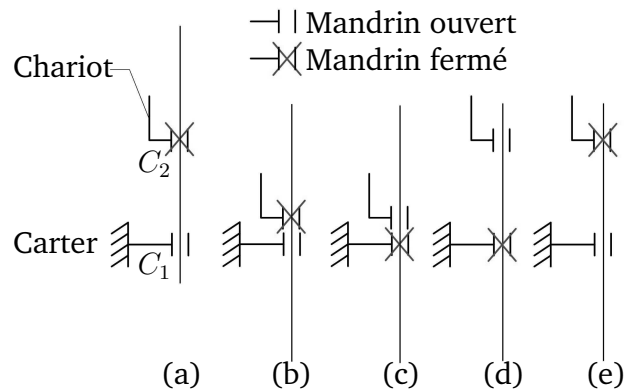 Mandrin ouvert
Mandrin fermé
Chariot
C₂
Carter
C₁
(a) (b) (c) (d) (e)